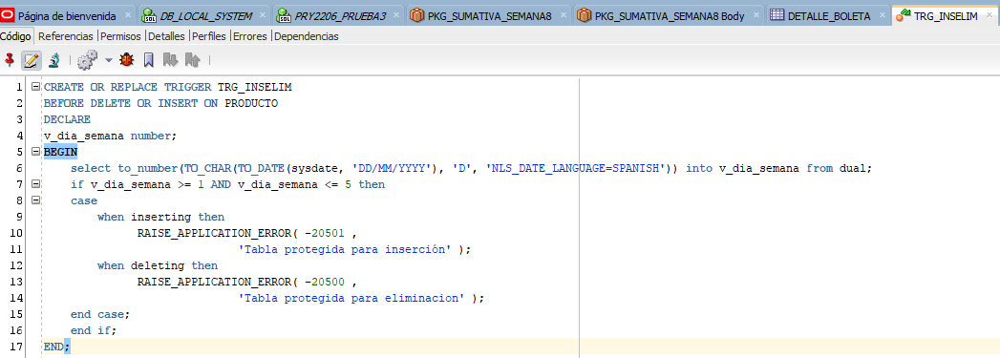 Página de bienvenida DB_LOCAL_SYSTEM PRY2206_PRUEBA3 PKG_SUMATIVA_SEMANA8 PKG_SUMATIVA_SEMANA8 Body DETALLE_BOLETA TRG_INSELIM
Código Referencias Permisos Detalles Perfiles Errores Dependencias
1 CREATE OR REPLACE TRIGGER TRG_INSELIM
2 BEFORE DELETE OR INSERT ON PRODUCTO
3 DECLARE
4 v_dia_semana number;
5 BEGIN
6 select to_number(TO_CHAR(TO_DATE(sysdate, 'DD/MM/YYYY'), 'D', 'NLS_DATE_LANGUAGE=SPANISH')) into v_dia_semana from dual;
7 if v_dia_semana >= 1 AND v_dia_semana <= 5 then
8 case
9 when inserting then
10 RAISE_APPLICATION_ERROR( -20501 ,
11 'Tabla protegida para inserción' );
12 when deleting then
13 RAISE_APPLICATION_ERROR( -20500 ,
14 'Tabla protegida para eliminacion' );
15 end case;
16 end if;
17 END;